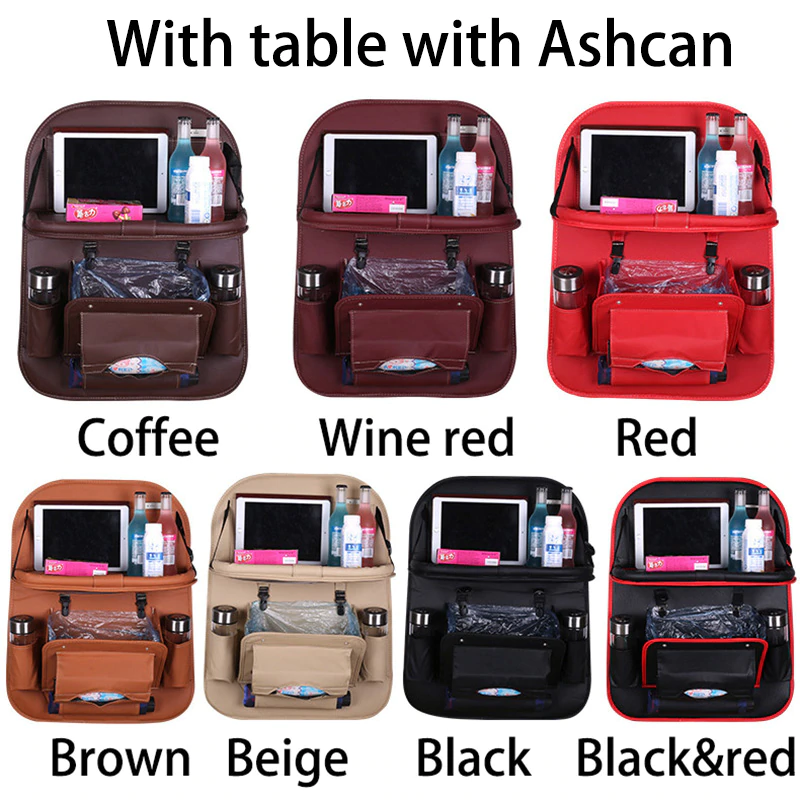 With table with Ashcan
Coffee
Wine red
Red
Brown
Beige
Black
Black&red